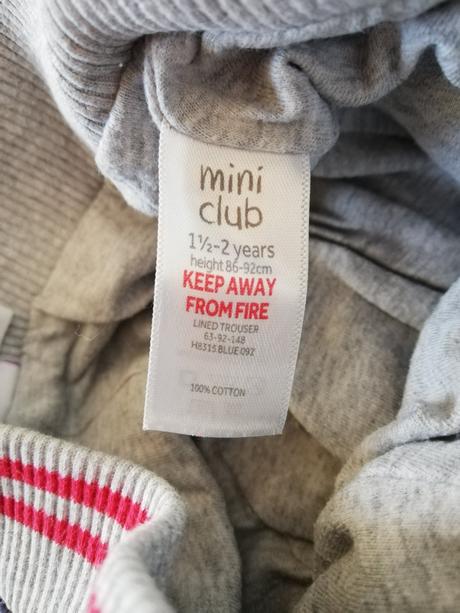 mini
club
1½-2 years
height 86-92cm
KEEP AWAY
FROM FIRE
LINED TROUSER
63-92-148
H8315 BLUE 09Z
100% COTTON